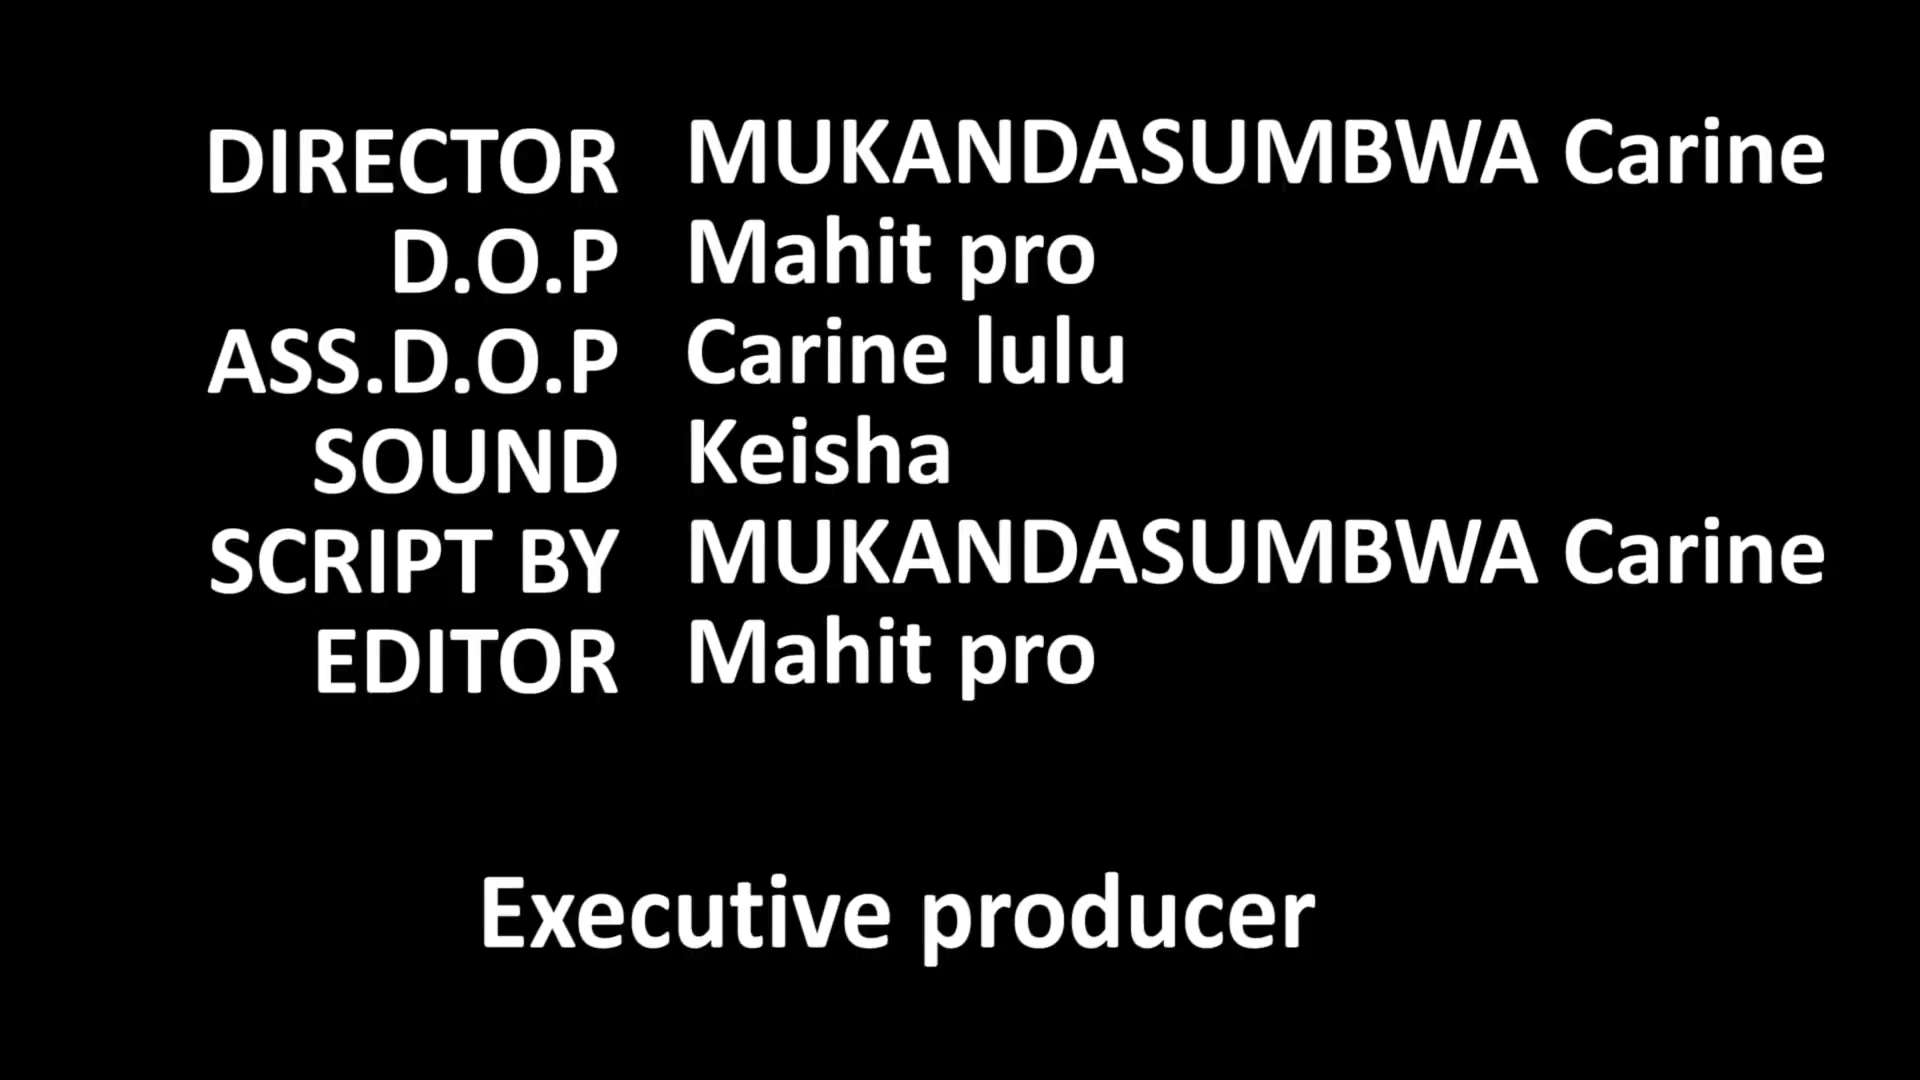 DIRECTOR MUKANDASUMBWA Carine
D.O.P Mahit pro
ASS.D.O.P Carine lulu
SOUND Keisha
SCRIPT BY MUKANDASUMBWA Carine
EDITOR Mahit pro
Executive producer